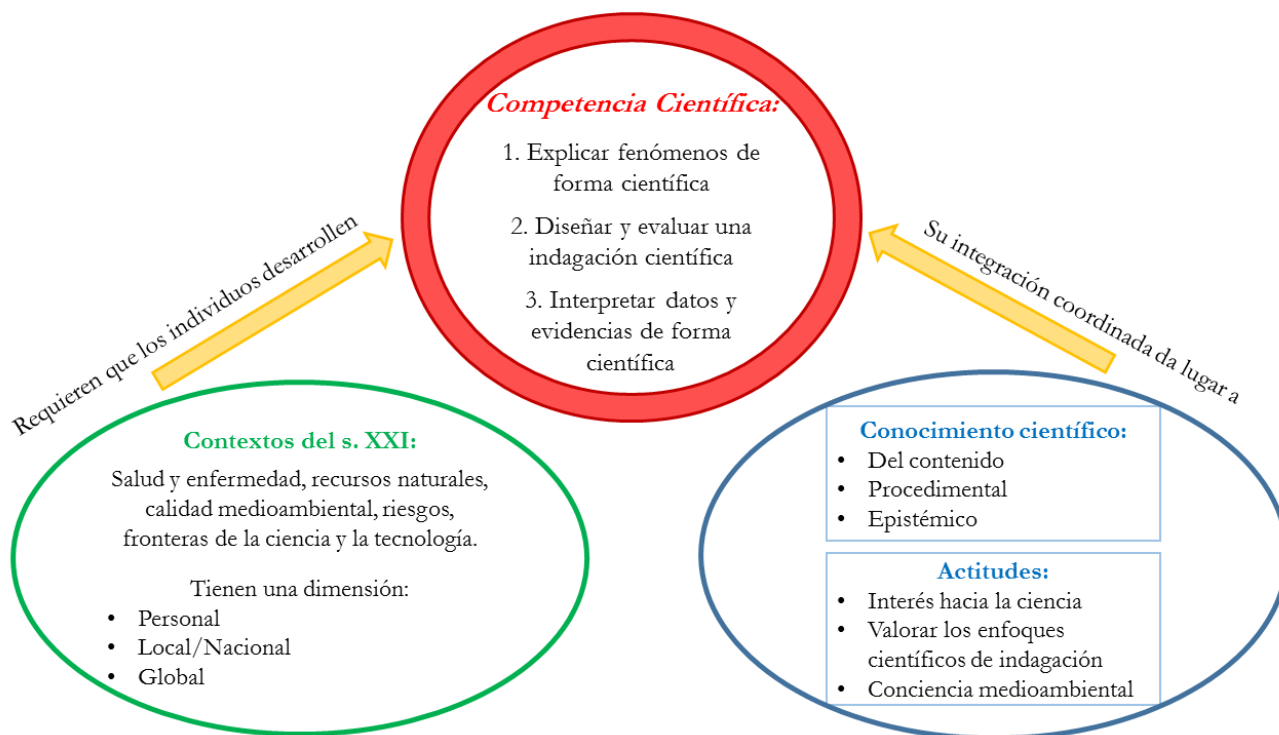 Competencia Científica:
1. Explicar fenómenos de
forma científica
2. Diseñar y evaluar una
indagación científica
3. Interpretar datos y
evidencias de forma
científica
Requieren que los individuos desarrollen
Su integración coordinada da lugar a
Contextos del s. XXI:
Salud y enfermedad, recursos naturales,
calidad medioambiental, riesgos,
fronteras de la ciencia y la tecnología.
Tienen una dimensión:
• Personal
• Local/Nacional
• Global
Conocimiento científico:
• Del contenido
• Procedimental
• Epistémico
Actitudes:
• Interés hacia la ciencia
• Valorar los enfoques
científicos de indagación
• Conciencia medioambiental